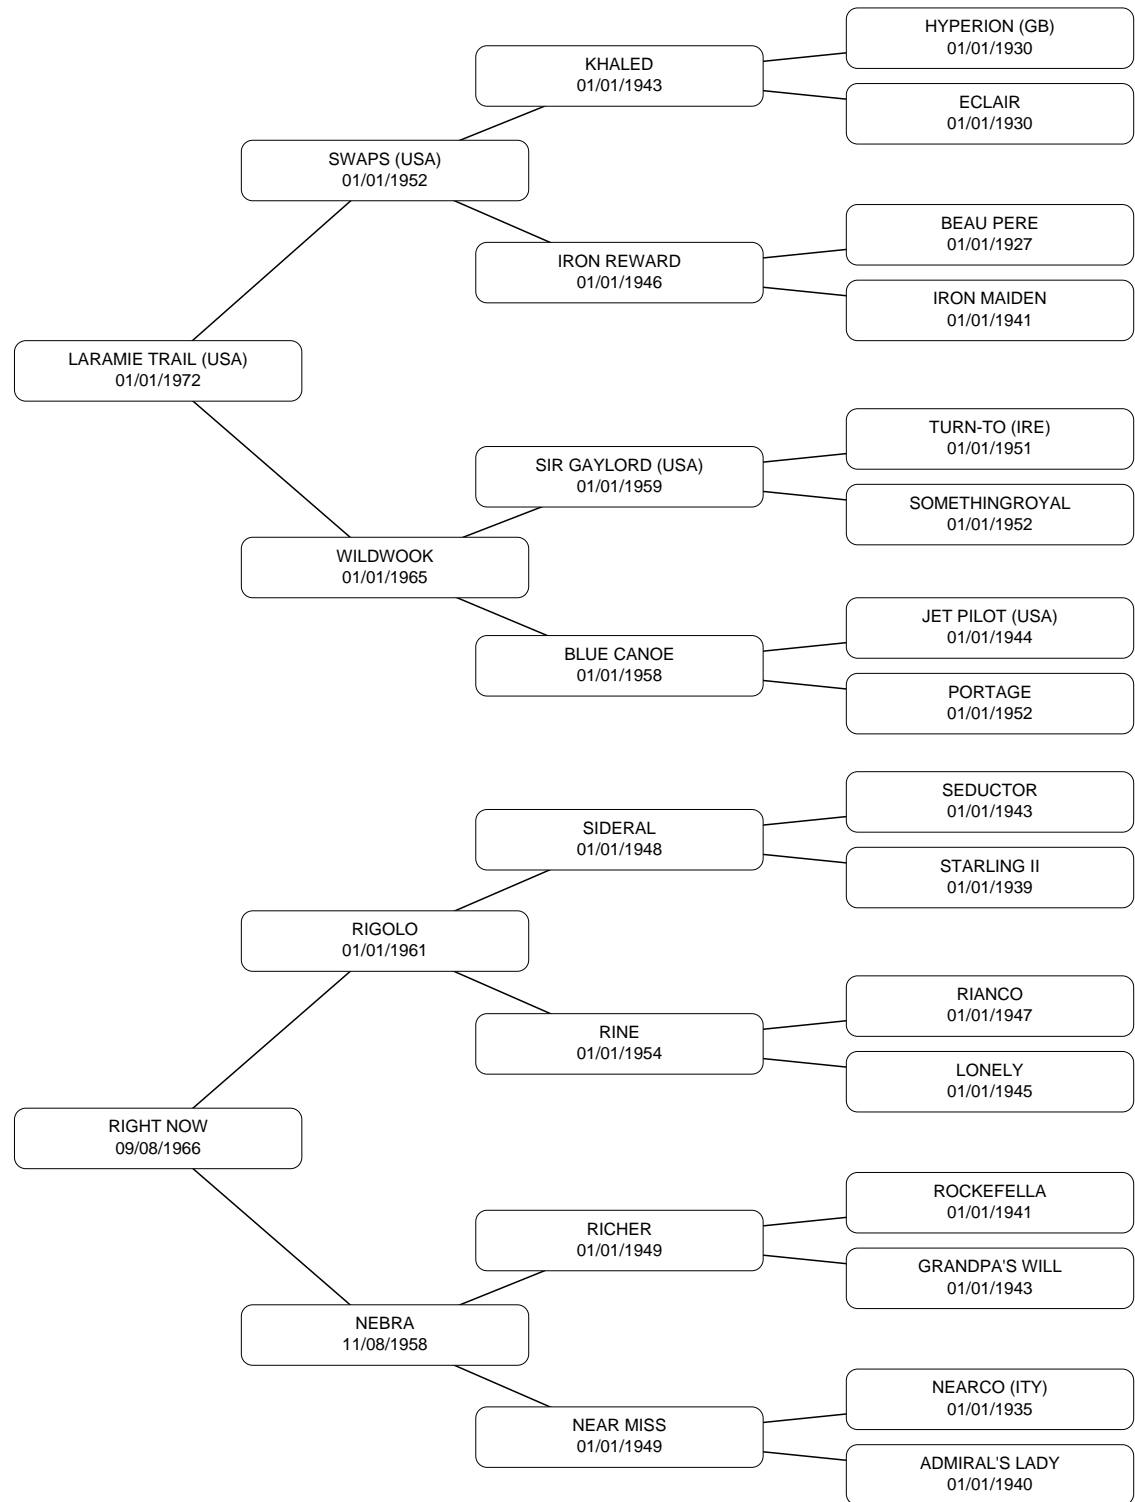 HYPERION (GB)
01/01/1930
KHALED
01/01/1943
ECLAIR
01/01/1930
SWAPS (USA)
01/01/1952
BEAU PERE
01/01/1927
IRON REWARD
01/01/1946
IRON MAIDEN
01/01/1941
LARAMIE TRAIL (USA)
01/01/1972
TURN-TO (IRE)
01/01/1951
SIR GAYLORD (USA)
01/01/1959
SOMETHINGROYAL
01/01/1952
WILDWOOK
01/01/1965
JET PILOT (USA)
01/01/1944
BLUE CANOE
01/01/1958
PORTAGE
01/01/1952
SEDUCTOR
01/01/1943
SIDERAL
01/01/1948
STARLING II
01/01/1939
RIGOLO
01/01/1961
RIANCO
01/01/1947
RINE
01/01/1954
LONELY
01/01/1945
RIGHT NOW
09/08/1966
ROCKEFELLA
01/01/1941
RICHER
01/01/1949
GRANDPA'S WILL
01/01/1943
NEBRA
11/08/1958
NEARCO (ITY)
01/01/1935
NEAR MISS
01/01/1949
ADMIRAL'S LADY
01/01/1940